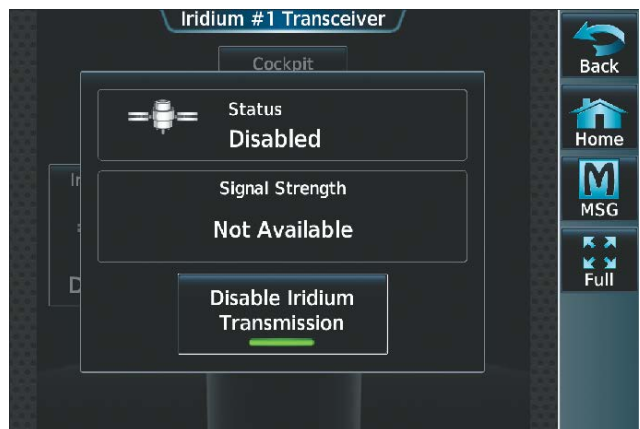 Iridium #1 Transceiver
Cockpit
Status
Disabled
Signal Strength
Not Available
Disable Iridium
Transmission
Back
Home
MSG
Full